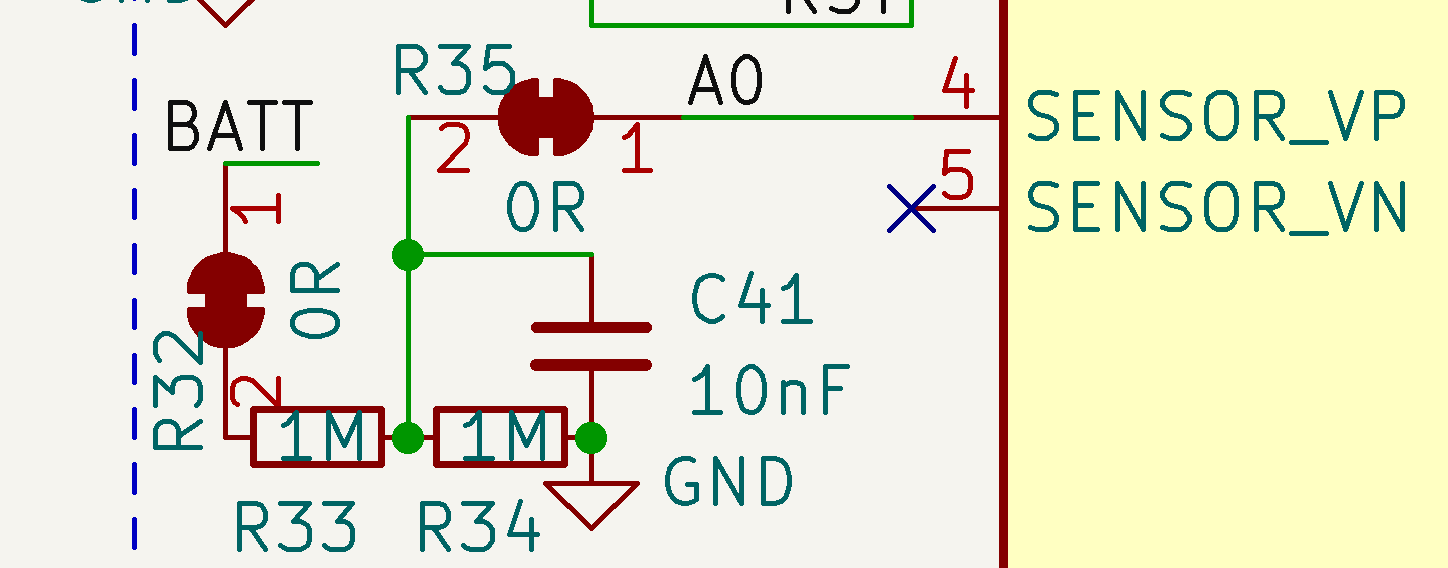 R35
A0
4
SENSOR_VP
BATT
2
1
5
0R
SENSOR_VN
1
0R
C41
R32
2
10nF
1M
1M
GND
R33
R34